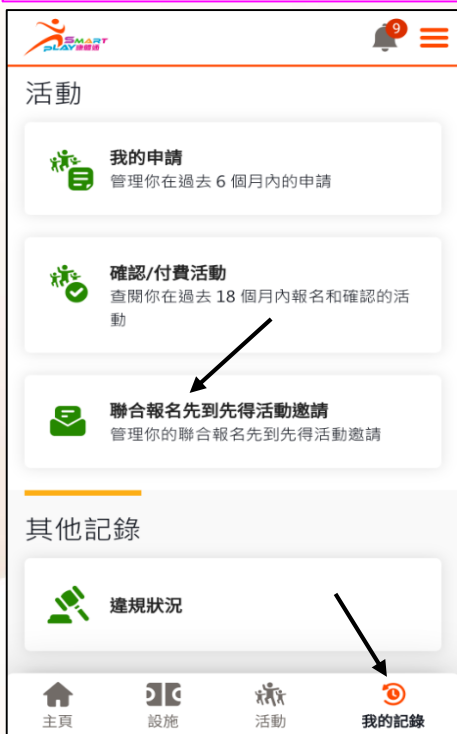 SMART
PLAY康體通
9
活動
我的申請
管理你在過去 6 個月內的申請
確認/付費活動
查閱你在過去 18 個月內報名和確認的活
動
聯合報名先到先得活動邀請
管理你的聯合報名先到先得活動邀請
其他記錄
違規狀況
主頁
設施
活動
我的記錄